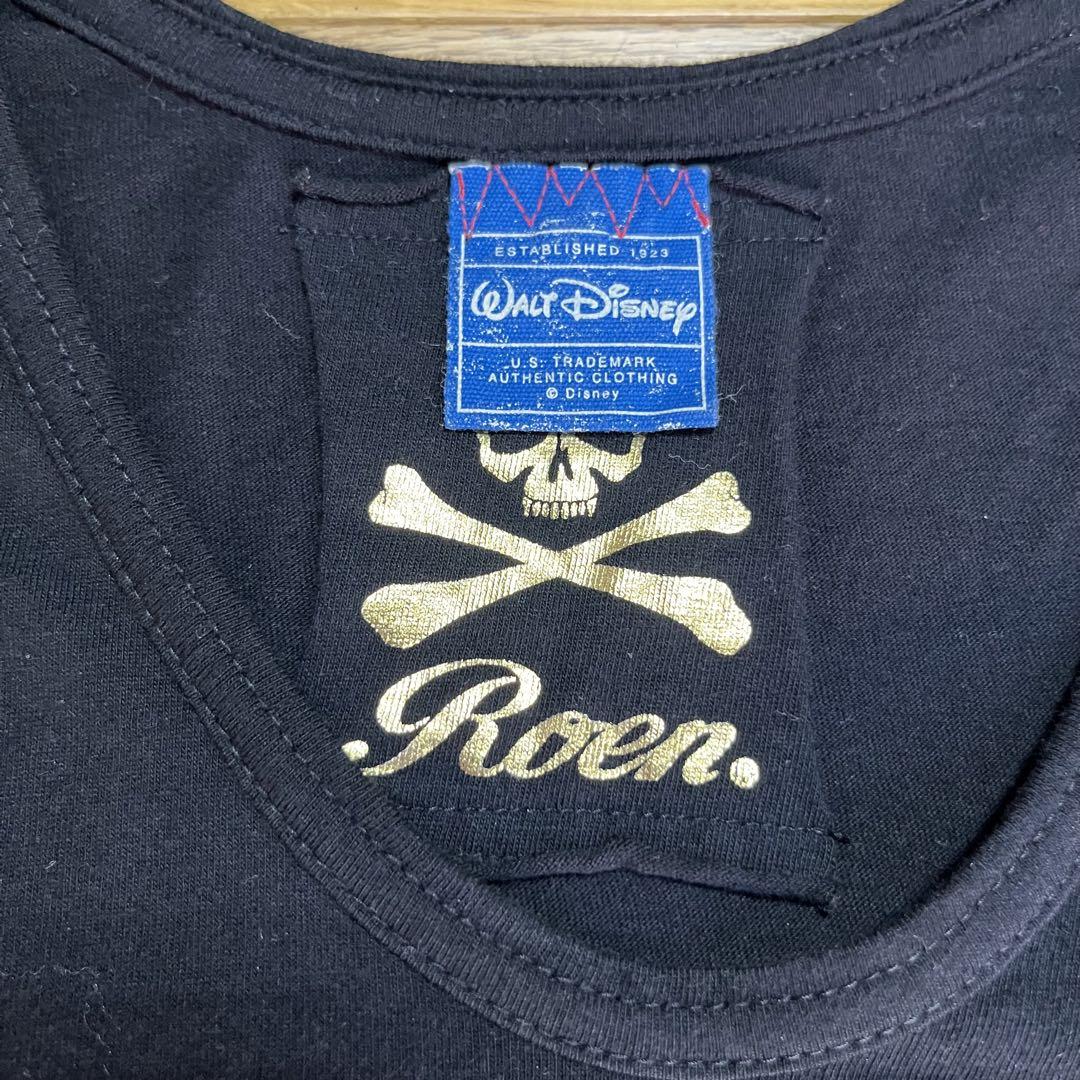 ESTABLISHED 1923
WALT DISNEY
U.S. TRADEMARK
AUTHENTIC CLOTHING
© Disney
.Roen.